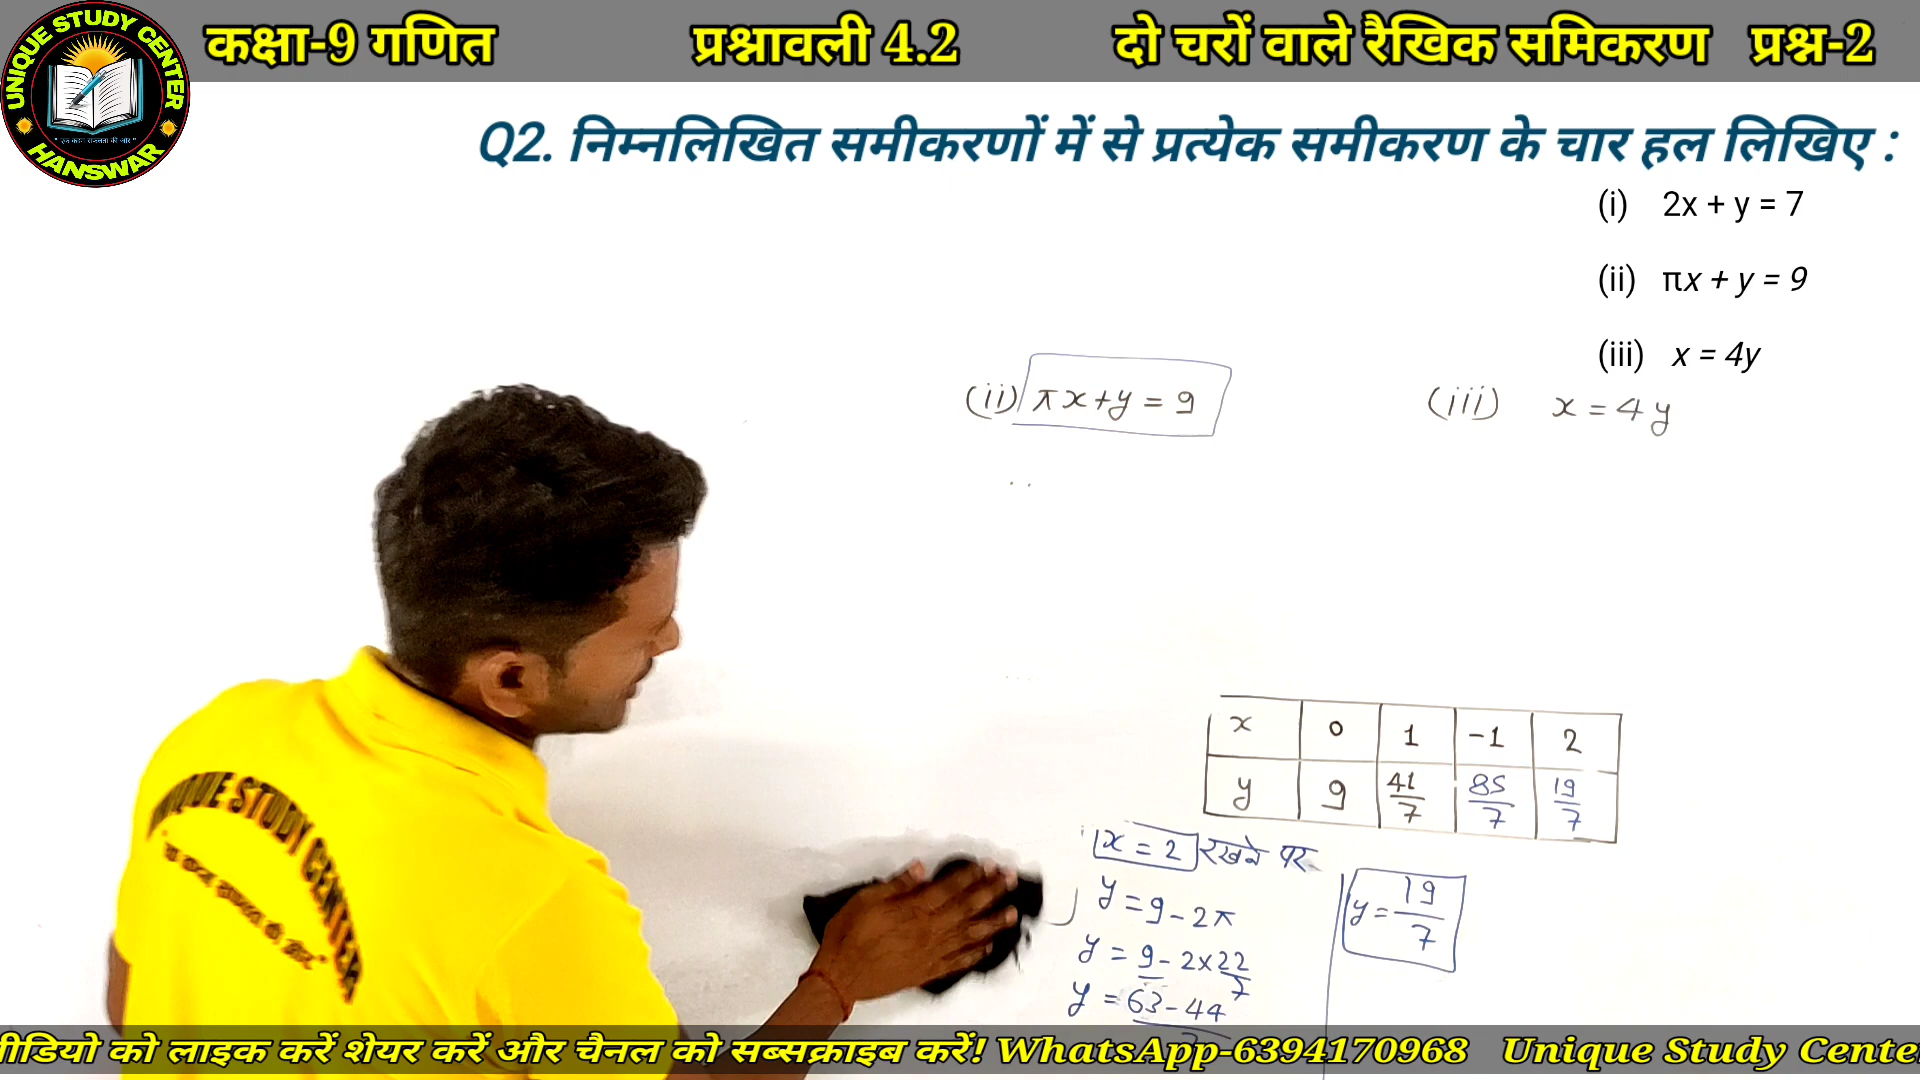 कक्षा-9 गणित प्रश्नावली 4.2 दो चरों वाले रैखिक समिकरण प्रश्न-2
UNIQUE STUDY CENTER
HANSWAR
Q2. निम्नलिखित समीकरणों में से प्रत्येक समीकरण के चार हल लिखिए :
(i) 2x + y = 7
(ii) πx + y = 9
(iii) x = 4y
(ii) πx+y = 9
(iii) x = 4y
x 0 1 -1 2
y 9 41/7 85/7 19/7
x = 2 रखने पर
y = 9 - 2π
y = 9 - 2×22/7
y = 63-44
y = 19/7
UNIQUE STUDY CENTER
को लाइक करें शेयर करें और चैनल को सब्सक्राइब करें! WhatsApp-6394170968 Unique Study